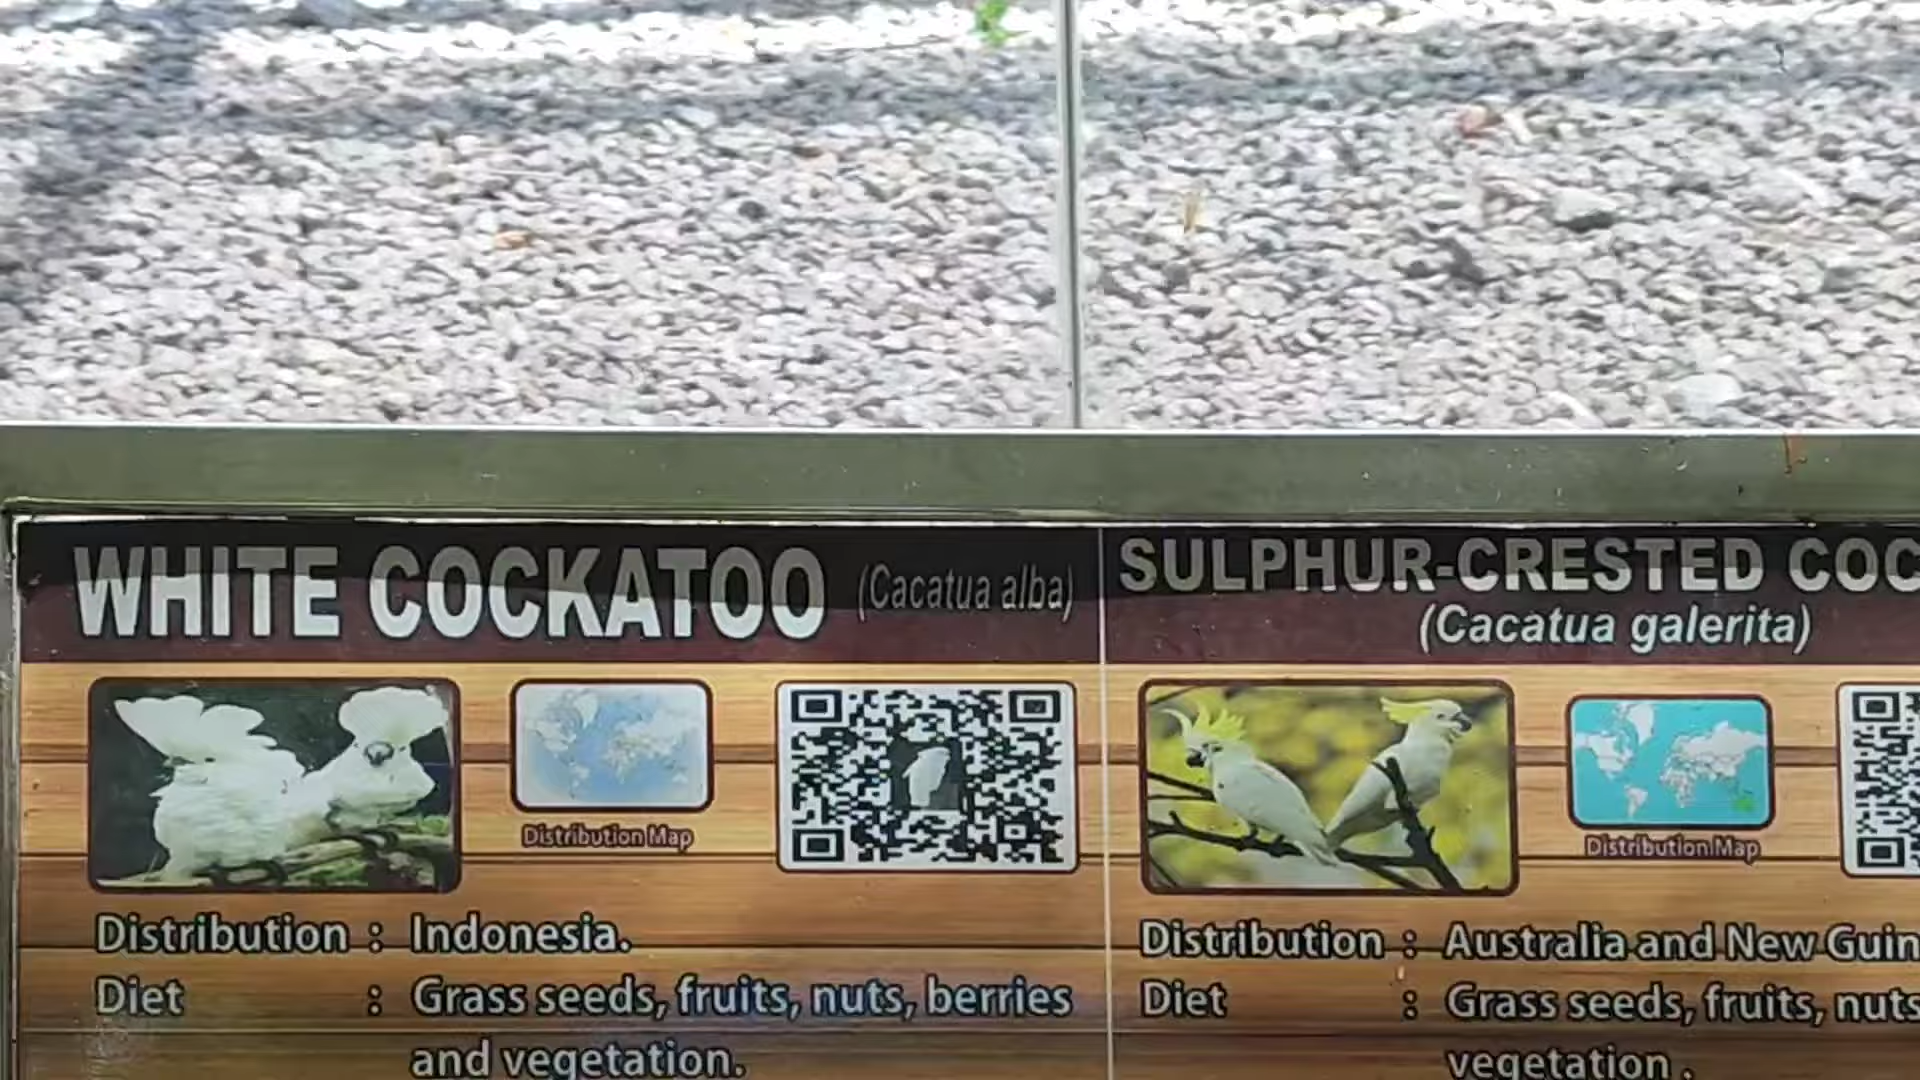 WHITE COCKATOO (Cacatua alba)
Distribution Map
Distribution : Indonesia.
Diet : Grass seeds, fruits, nuts, berries
and vegetation.
SULPHUR-CRESTED COC
(Cacatua galerita)
Distribution Map
Distribution : Australia and New Guin
Diet : Grass seeds, fruits, nuts
vegetation .